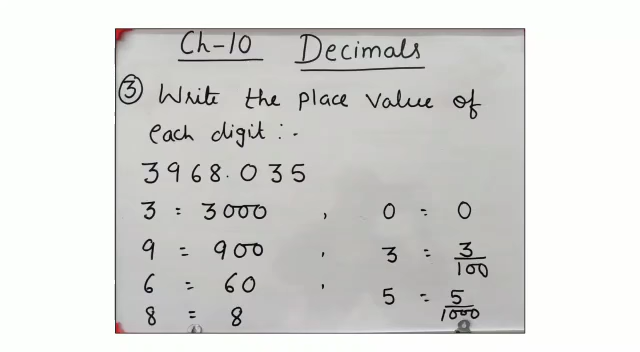 Ch-10 Decimals
③ Write the place value of
each digit :-
3968.035
3 = 3000 , 0 = 0
9 = 900 , 3 = 3/100
6 = 60 , 5 = 5/1000
8 = 8